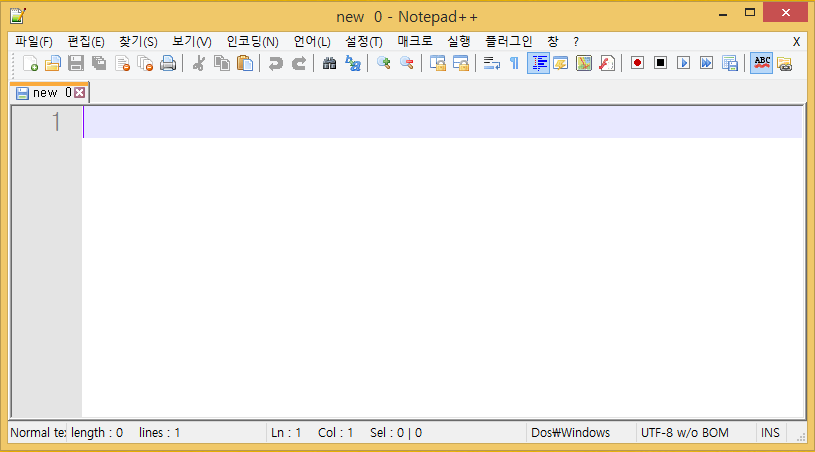 new 0 - Notepad++
파일(F) 편집(E) 찾기(S) 보기(V) 인코딩(N) 언어(L) 설정(T) 매크로 실행 플러그인 창 ? X
ABC
new 0
1
Normal te length : 0 lines : 1 Ln : 1 Col : 1 Sel : 0 | 0 Dos₩Windows UTF-8 w/o BOM INS